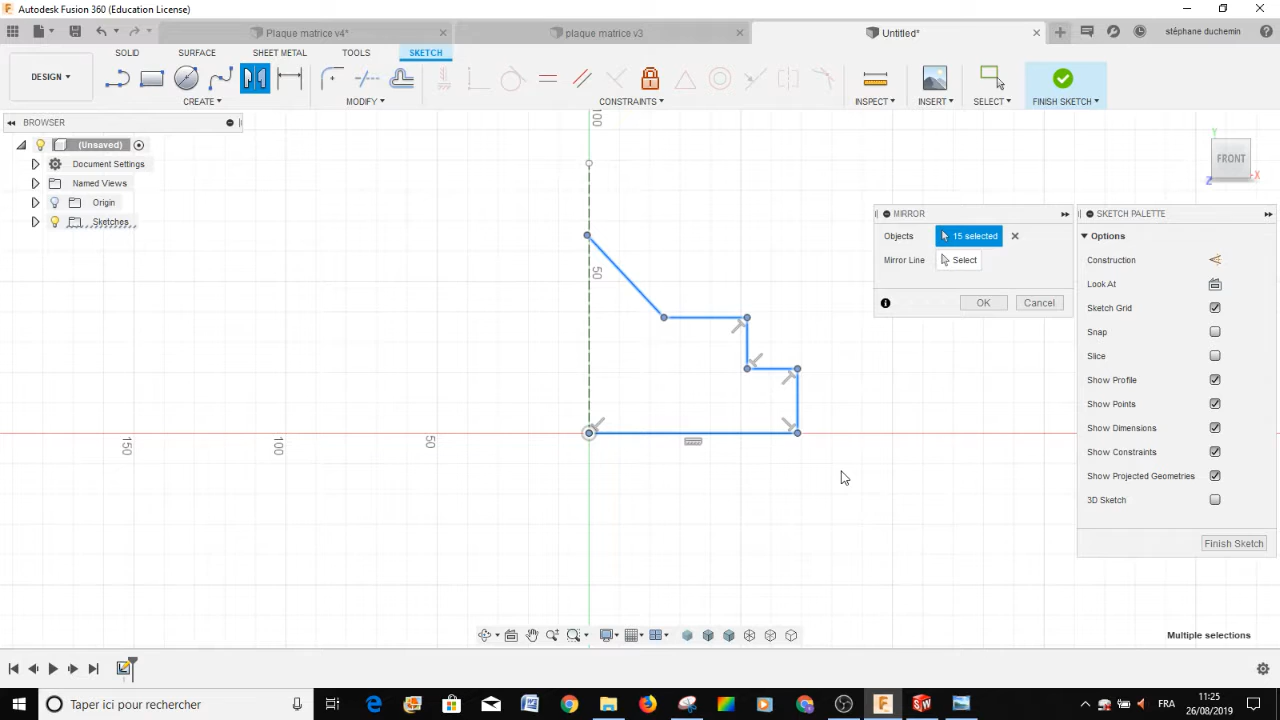 Autodesk Fusion 360 (Education License)
Plaque matrice v4*
plaque matrice v3
Untitled*
stéphane duchemin
DESIGN
SOLID
SURFACE
SHEET METAL
TOOLS
SKETCH
CREATE
MODIFY
CONSTRAINTS
INSPECT
INSERT
SELECT
FINISH SKETCH
BROWSER
(Unsaved)
Document Settings
Named Views
Origin
Sketches
100
50
150
100
50
FRONT
Y
Z
X
MIRROR
Objects
15 selected
Mirror Line
Select
OK
Cancel
SKETCH PALETTE
Options
Construction
Look At
Sketch Grid
Snap
Slice
Show Profile
Show Points
Show Dimensions
Show Constraints
Show Projected Geometries
3D Sketch
Finish Sketch
Multiple selections
Taper ici pour rechercher
FRA
11:25
26/08/2019